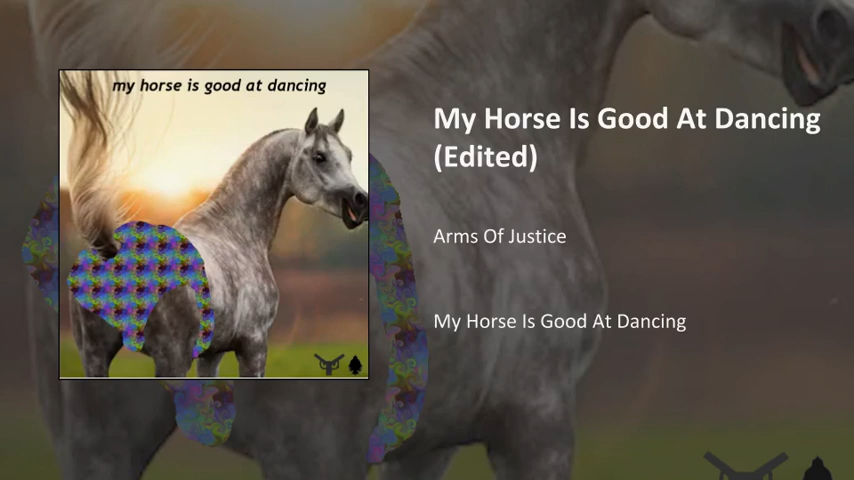 my horse is good at dancing
My Horse Is Good At Dancing
(Edited)
Arms Of Justice
My Horse Is Good At Dancing